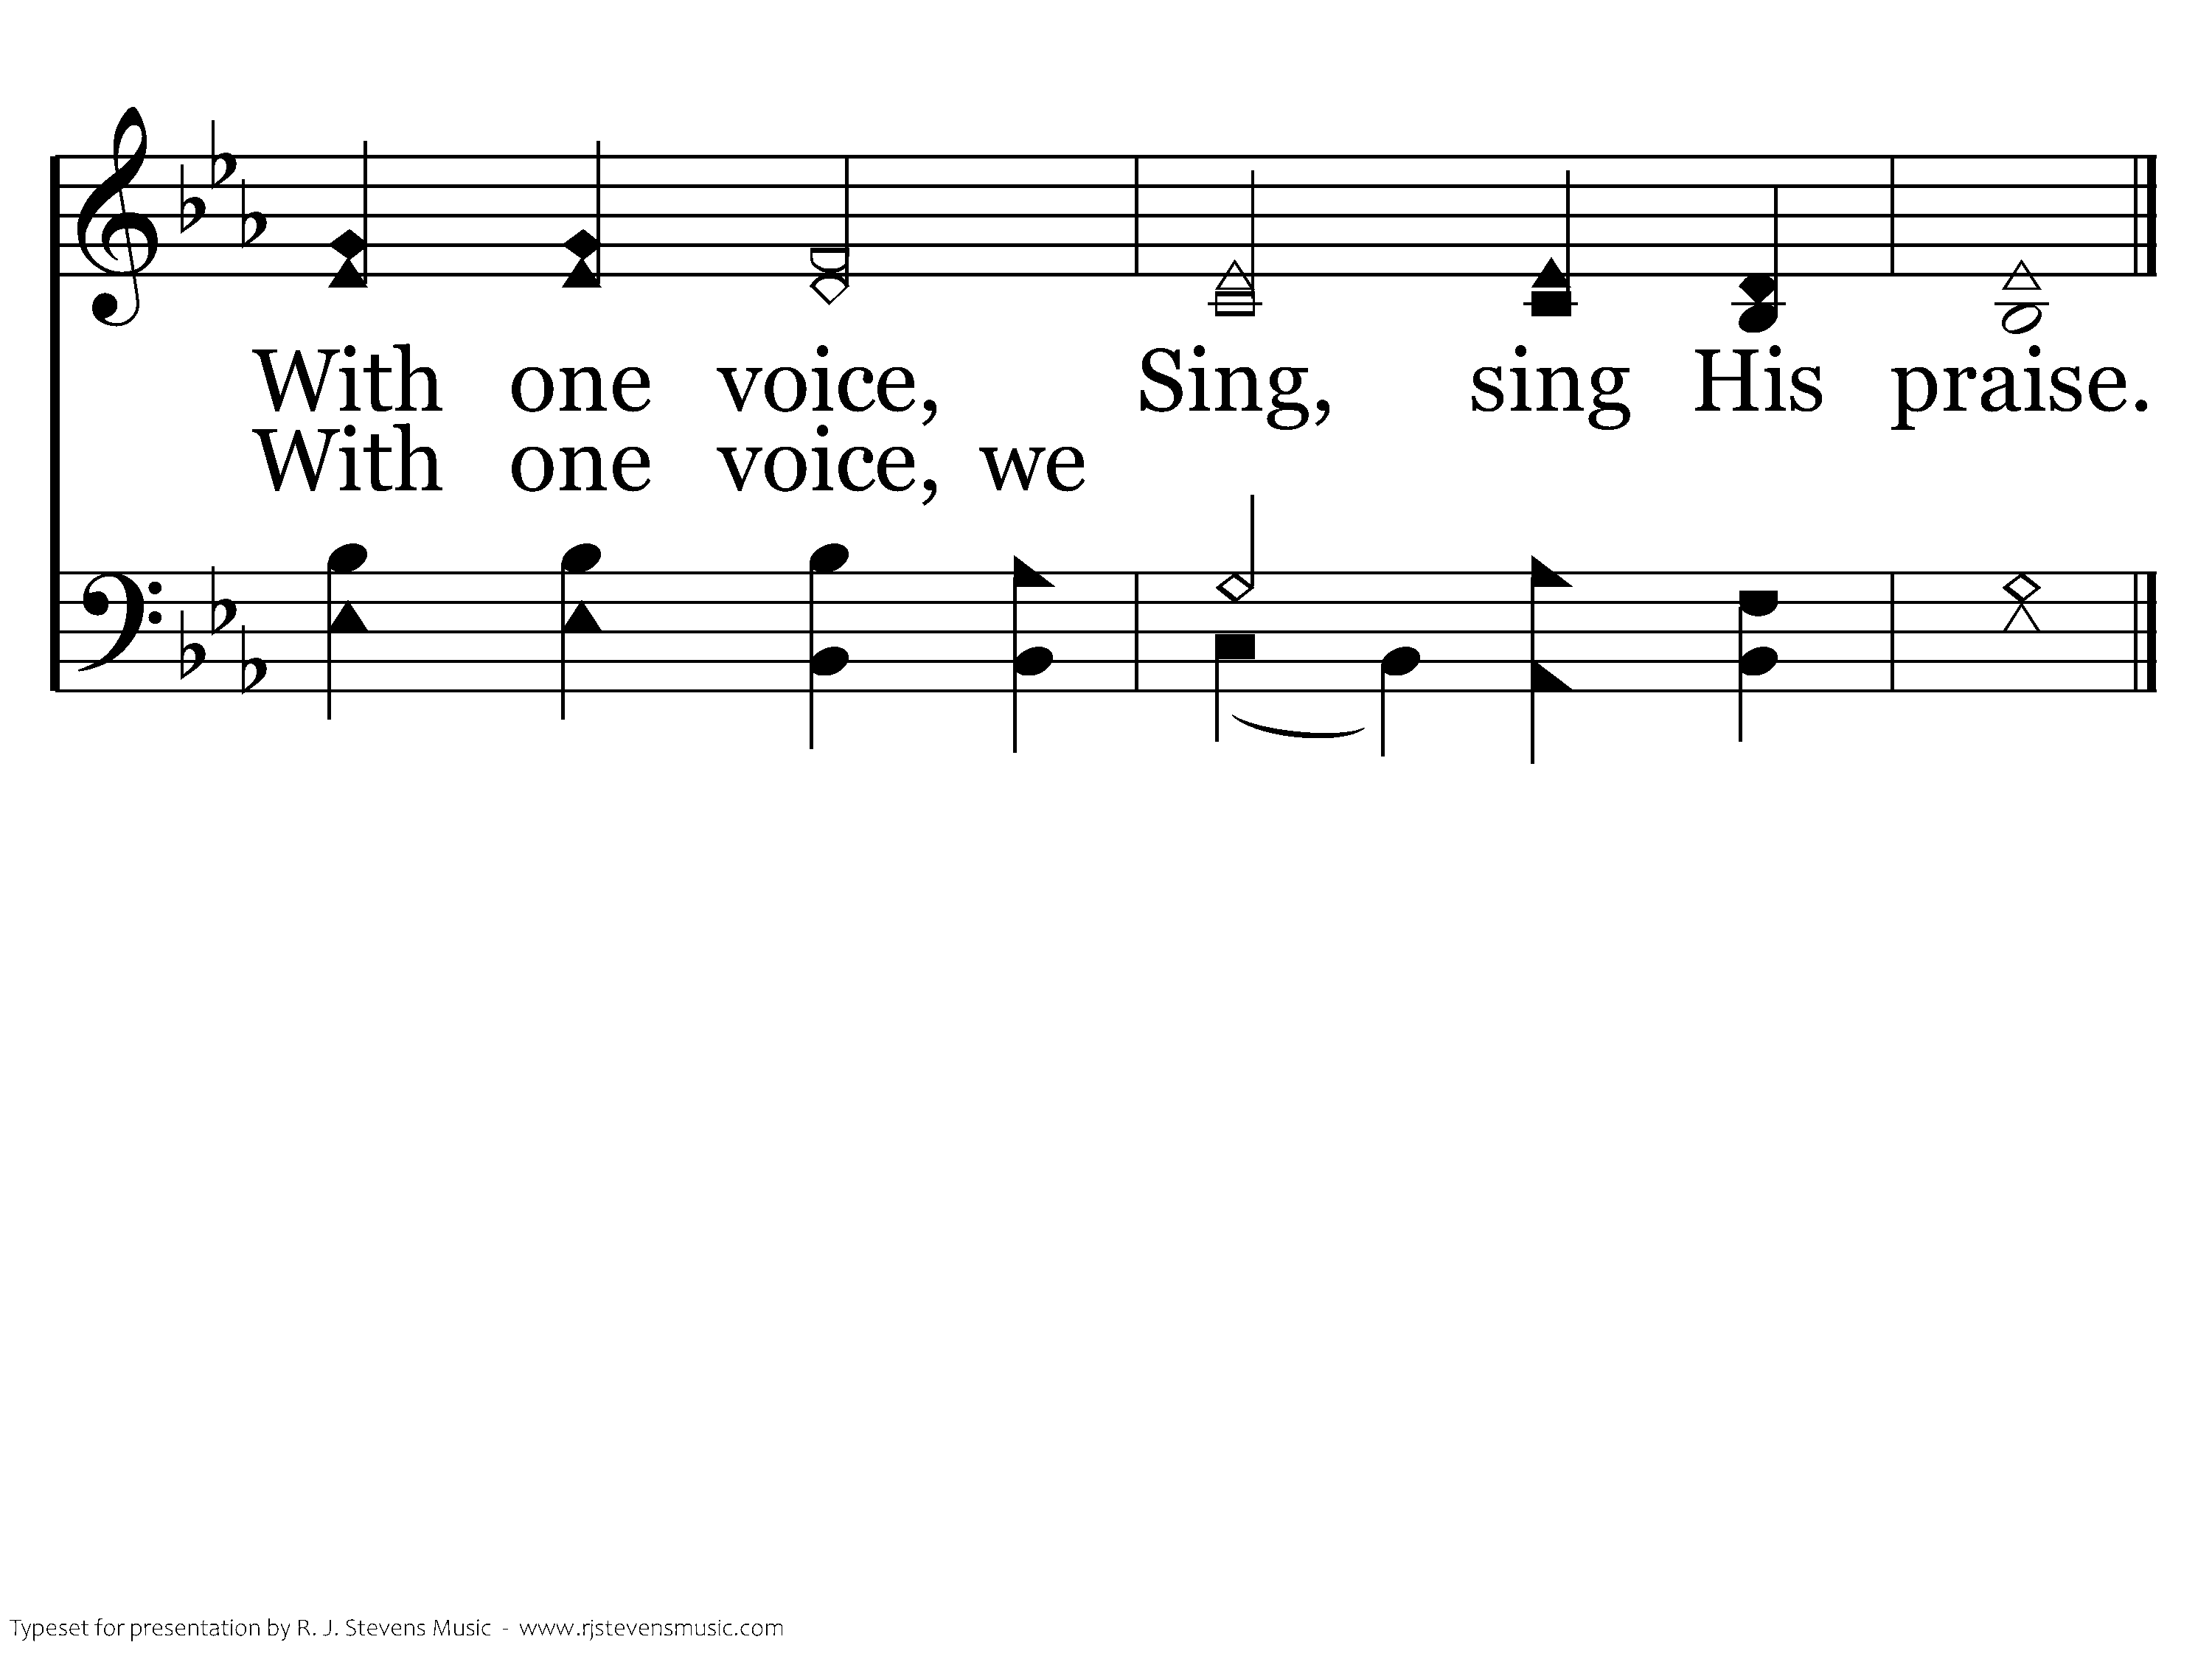 With one voice, Sing, sing His praise.
With one voice, we
Typeset for presentation by R. J. Stevens Music - www.rjstevensmusic.com